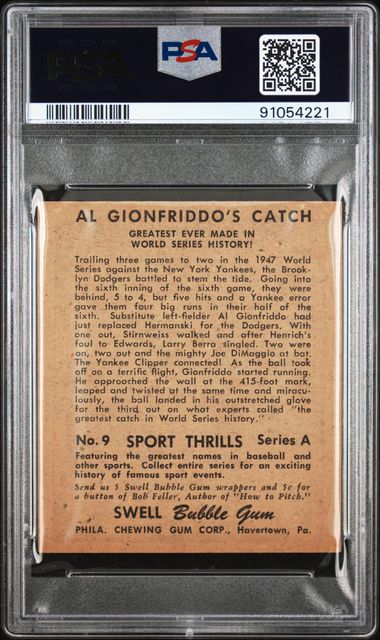 PSA
PSA
91054221
AL GIONFRIDDO'S CATCH
GREATEST EVER MADE IN
WORLD SERIES HISTORY!
Trailing three games to two in the 1947 World
Series against the New York Yankees, the Brook-
lyn Dodgers battled to stem the tide. Going into
the sixth inning of the sixth game, they were
behind, 5 to 4, but five hits and a Yankee error
gave them four big runs in their half of the
sixth. Substitute left-fielder Al Gionfriddo had
just replaced Hermanski for the Dodgers. With
one out, Stirnweiss walked and after Henrich's
foul to Edwards, Larry Berra singled. Two were
on, two out and the mighty Joe DiMaggio at bat.
The Yankee Clipper connected! As the ball took
off on a terrific flight, Gionfriddo started running.
He approached the wall at the 415-foot mark,
leaped and twisted at the same time and miracu-
lously, the ball landed in his outstretched glove
for the third out on what experts called "the
greatest catch in World Series history."
No. 9 SPORT THRILLS Series A
Featuring the greatest names in baseball and
other sports. Collect entire series for an exciting
history of famous sport events.
Send us 5 Swell Bubble Gum wrappers and 5c for
a button of Bob Feller, Author of "How to Pitch."
SWELL Bubble Gum
PHILA. CHEWING GUM CORP., Havertown, Pa.